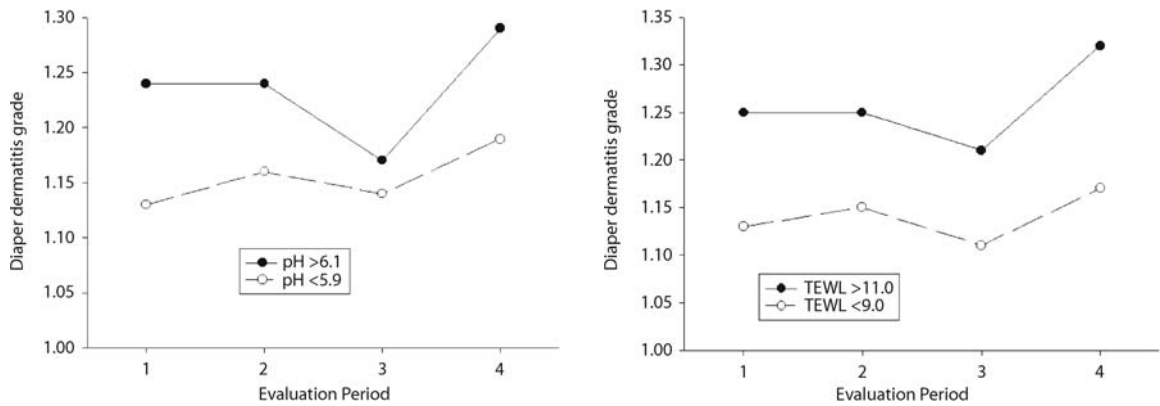 1.30
1.25
1.20
1.15
1.10
1.05
1.00
Diaper dermatitis grade
pH >6.1
pH <5.9
1 2 3 4
Evaluation Period
1.35
1.30
1.25
1.20
1.15
1.10
1.05
1.00
Diaper dermatitis grade
TEWL >11.0
TEWL <9.0
1 2 3 4
Evaluation Period